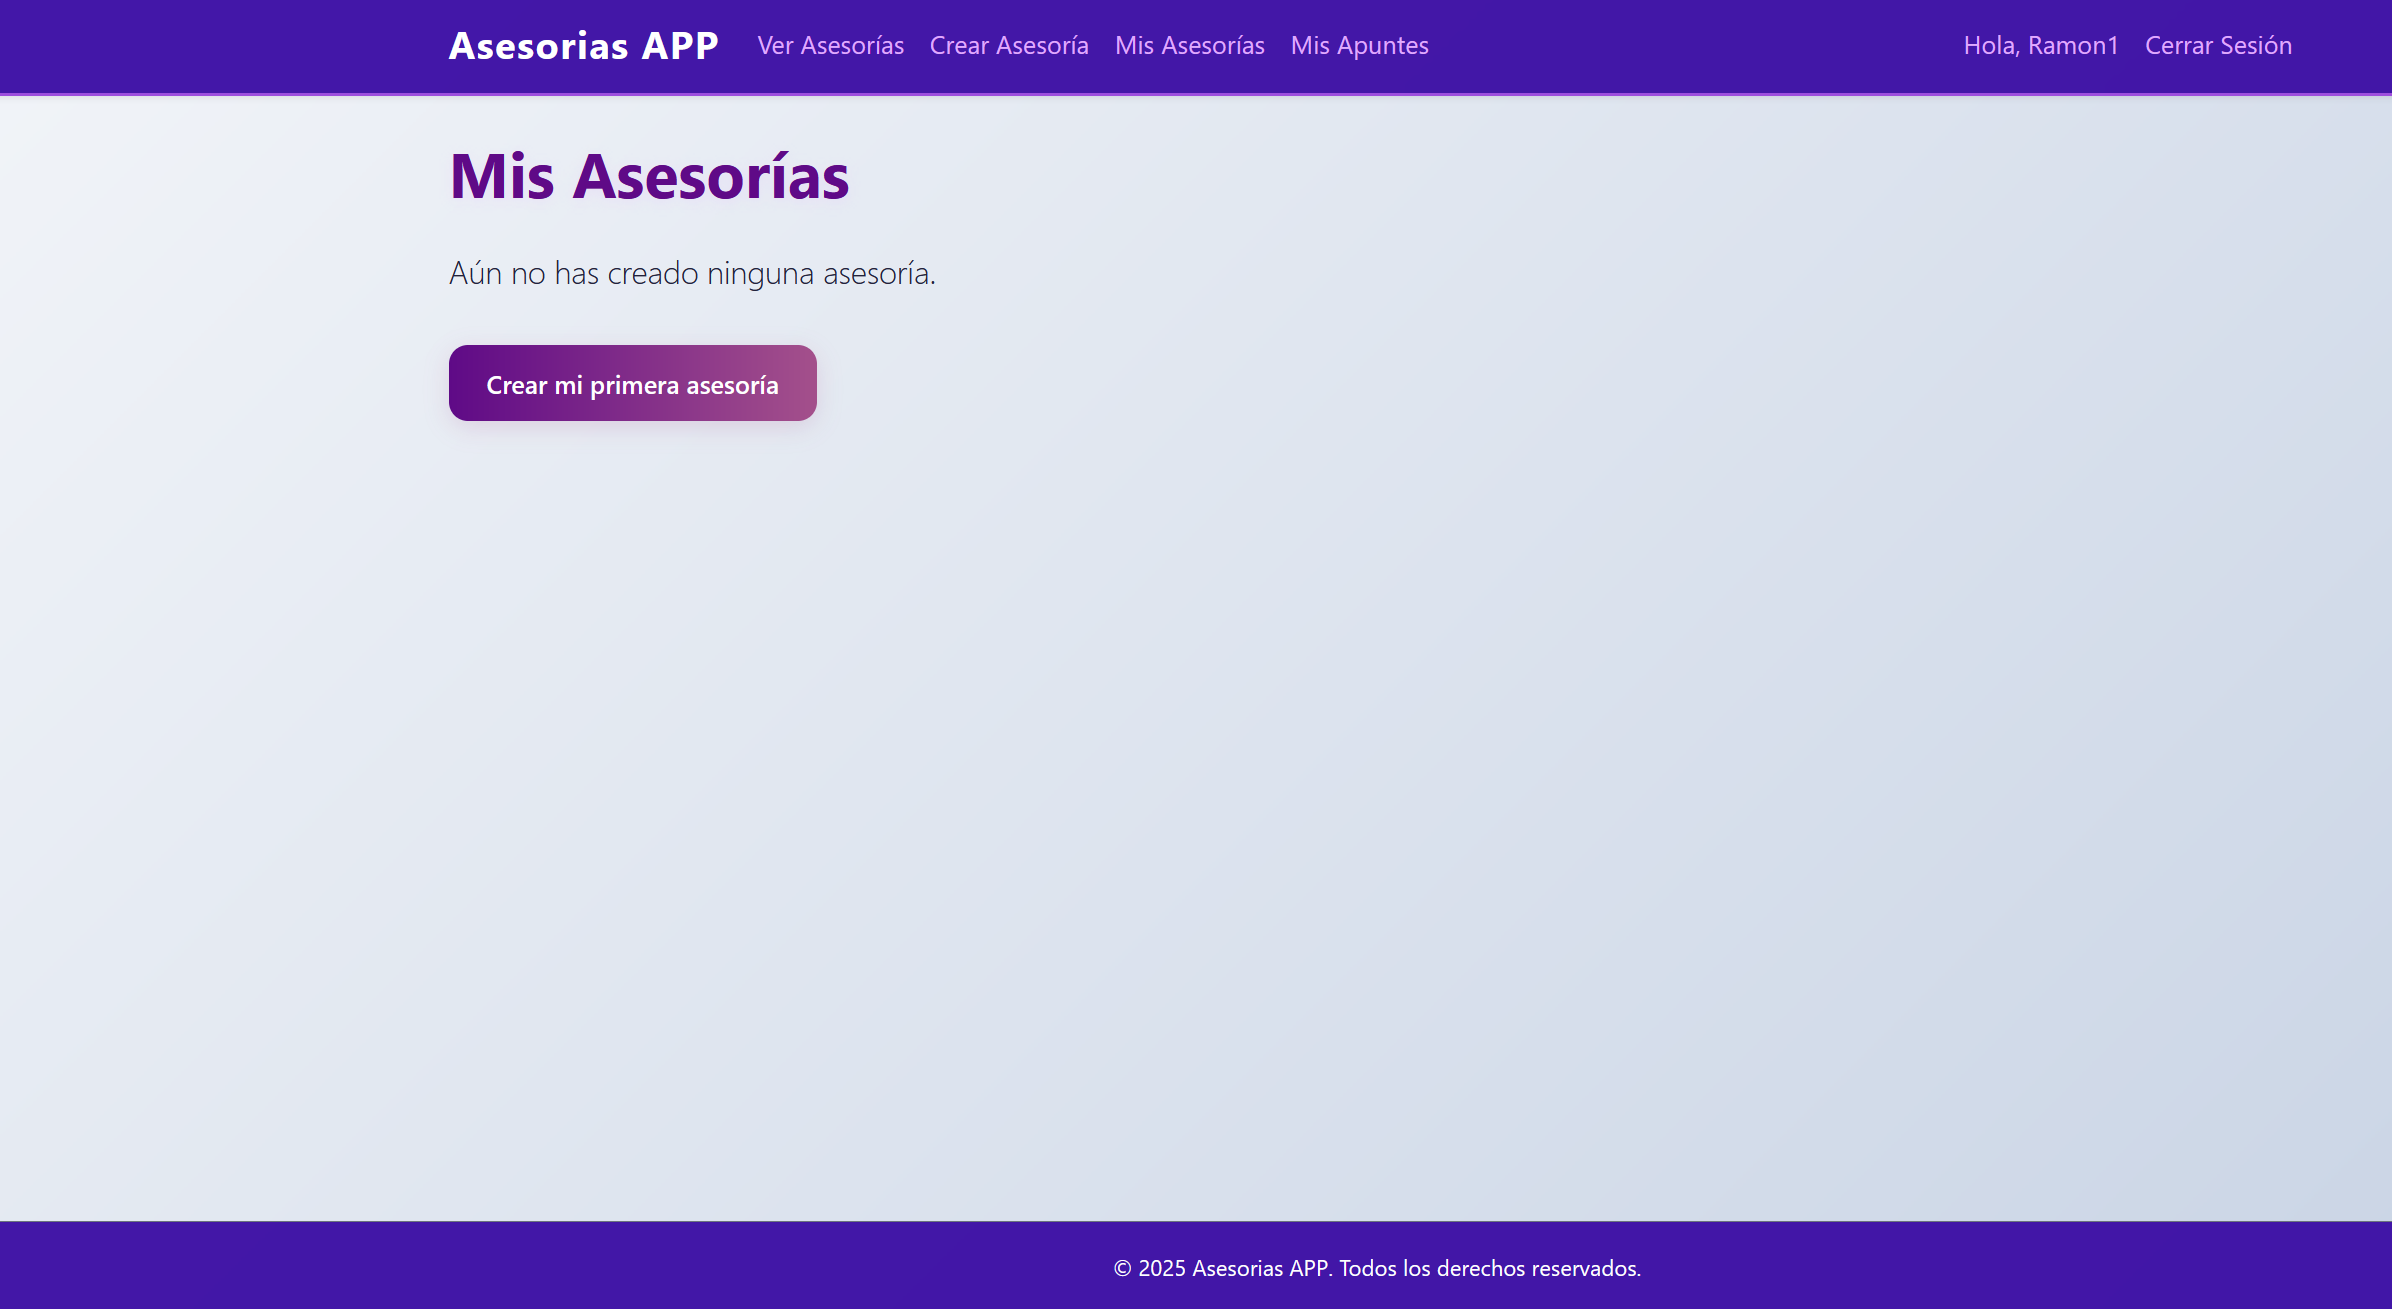 Asesorias APP Ver Asesorías Crear Asesoría Mis Asesorías Mis Apuntes Hola, Ramon1 Cerrar Sesión
Mis Asesorías
Aún no has creado ninguna asesoría.
Crear mi primera asesoría
© 2025 Asesorias APP. Todos los derechos reservados.